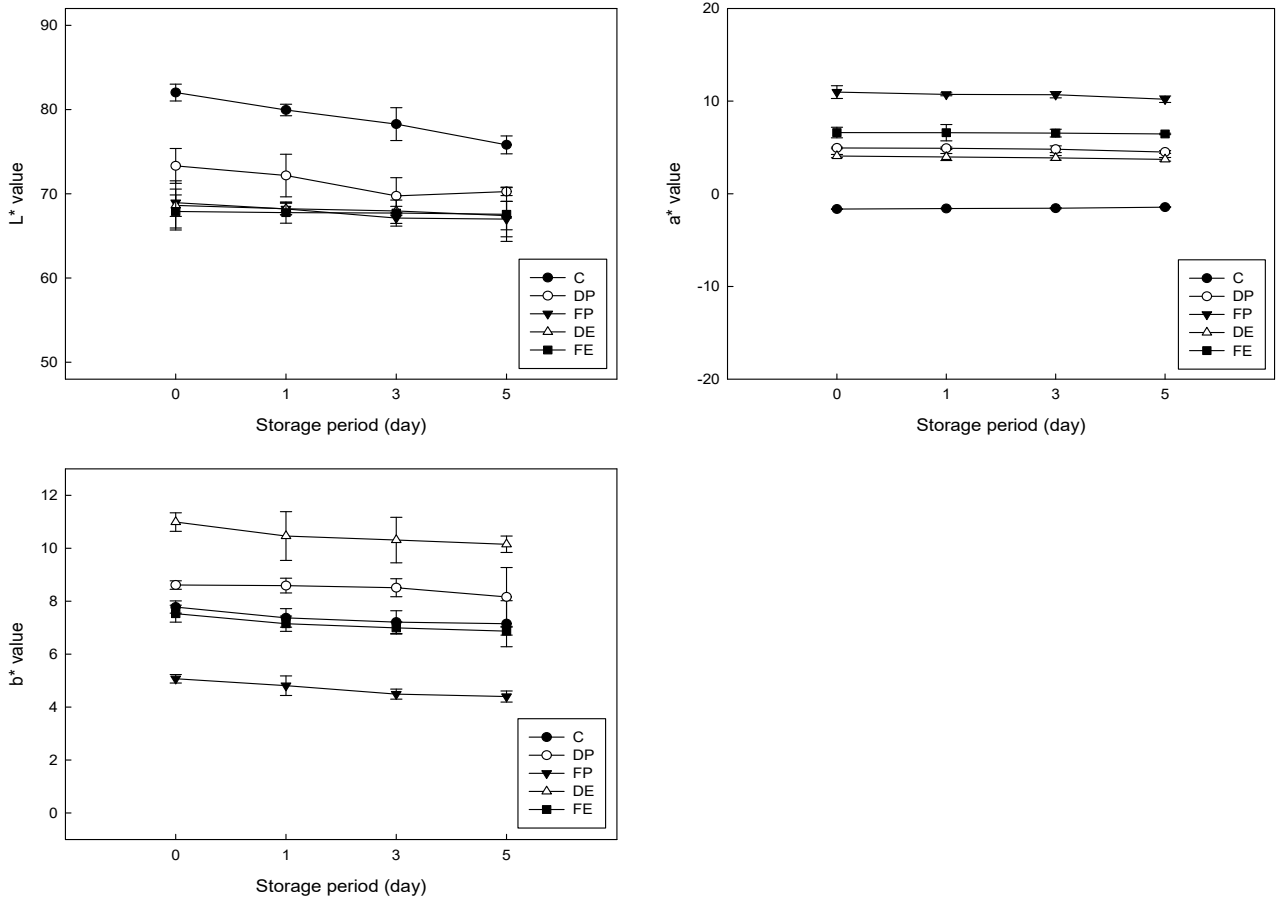 90
80
70
60
50
L* value
0 1 3 5
Storage period (day)
C
DP
FP
DE
FE
20
10
0
-10
-20
a* value
0 1 3 5
Storage period (day)
C
DP
FP
DE
FE
12
10
8
6
4
2
0
b* value
0 1 3 5
Storage period (day)
C
DP
FP
DE
FE